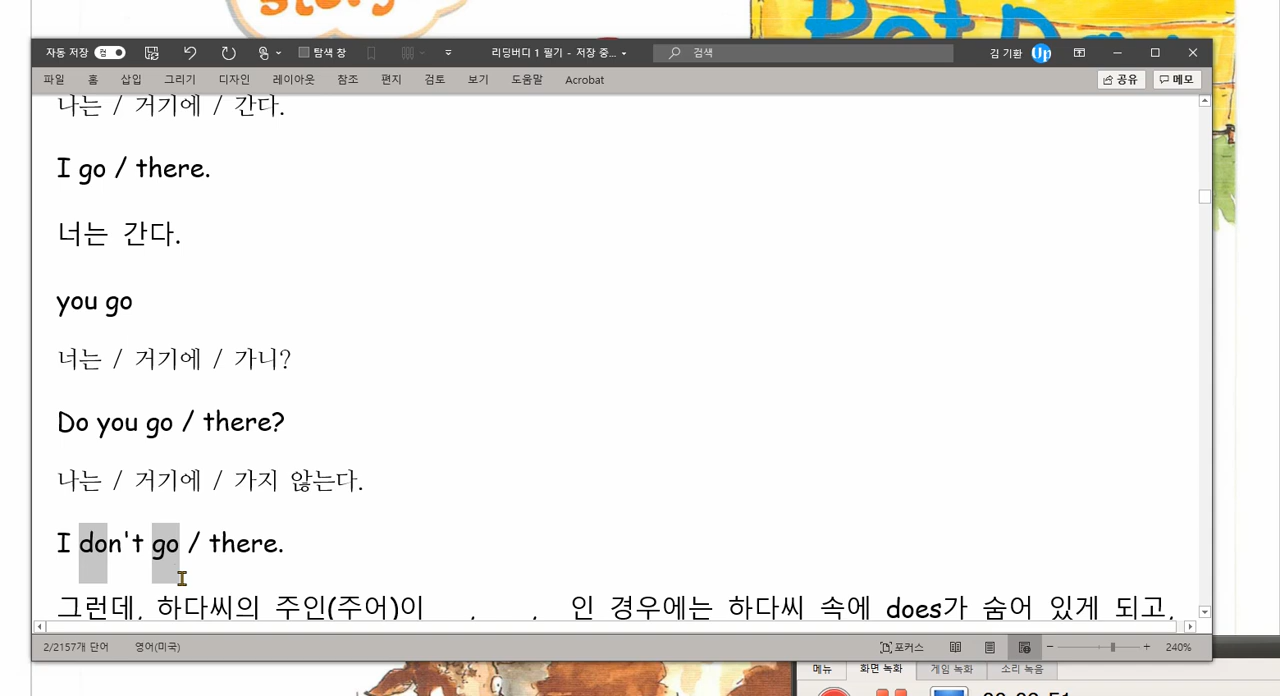 story
Pet D
자동 저장 컴 탐색 창 리딩버디 1 필기 - 저장 중... 검색 김 기환 Up
파일 홈 삽입 그리기 디자인 레이아웃 참조 편지 검토 보기 도움말 Acrobat 공유 메모
나는 / 거기에 / 간다.
I go / there.
너는 간다.
you go
너는 / 거기에 / 가니?
Do you go / there?
나는 / 거기에 / 가지 않는다.
I don't go / there.
그런데, 하다씨의 주인(주어)이 , , 인 경우에는 하다씨 속에 does가 숨어 있게 되고,
2/2157개 단어 영어(미국) 포커스 240%
메뉴 화면 녹화 게임 녹화 소리 녹음